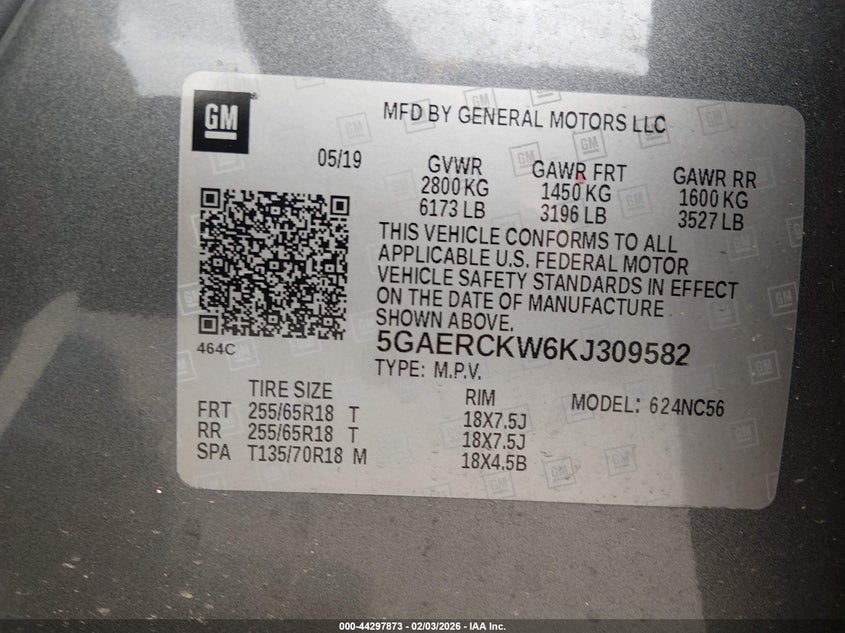 GM
MFD BY GENERAL MOTORS LLC
05/19
GVWR
2800 KG
6173 LB
GAWR FRT
1450 KG
3196 LB
GAWR RR
1600 KG
3527 LB
THIS VEHICLE CONFORMS TO ALL
APPLICABLE U.S. FEDERAL MOTOR
VEHICLE SAFETY STANDARDS IN EFFECT
ON THE DATE OF MANUFACTURE
SHOWN ABOVE.
464C
5GAERCKW6KJ309582
TYPE: M.P.V.
TIRE SIZE
RIM
MODEL: 624NC56
FRT 255/65R18 T 18X7.5J
RR 255/65R18 T 18X7.5J
SPA T135/70R18 M 18X4.5B
000-44297873 - 02/03/2026 - IAA Inc.